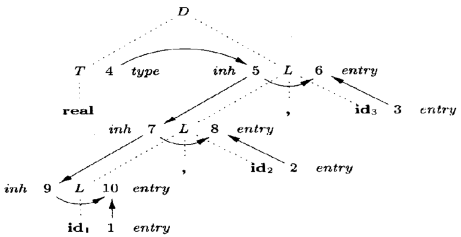 D
T 4 type inh 5 L 6 entry
real , id₃ 3 entry
inh 7 L 8 entry
, id₂ 2 entry
inh 9 L 10 entry
id₁ 1 entry